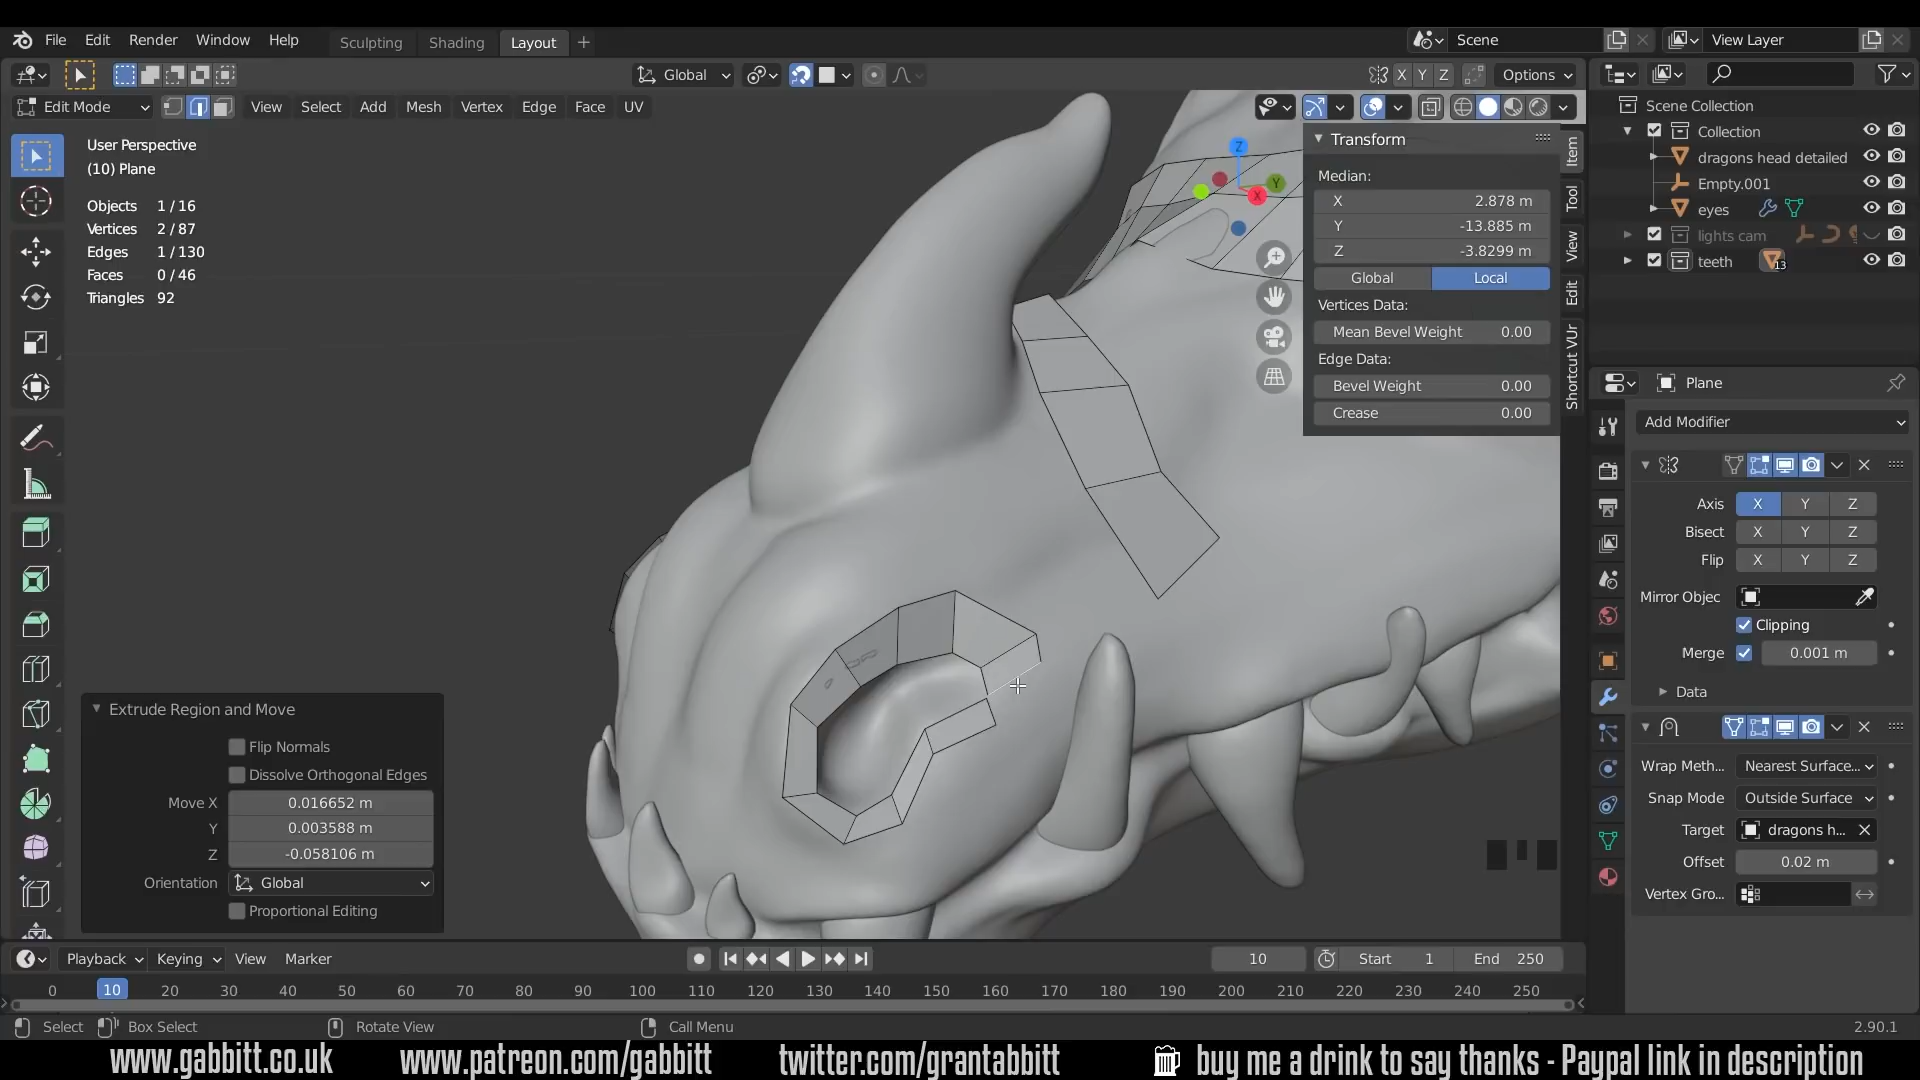 File Edit Render Window Help
Sculpting Shading Layout +
Scene
View Layer
Global
X Y Z
Options
Edit Mode
View Select Add Mesh Vertex Edge Face UV
User Perspective
(10) Plane
Objects 1 / 16
Vertices 2 / 87
Edges 1 / 130
Faces 0 / 46
Triangles 92
Z
Y
X
Transform
Median:
X 2.878 m
Y -13.885 m
Z -3.8299 m
Global Local
Vertices Data:
Mean Bevel Weight 0.00
Edge Data:
Bevel Weight 0.00
Crease 0.00
Item
Tool
View
Edit
Shortcut VUr
Scene Collection
Collection
dragons head detailed
Empty.001
eyes
lights cam
teeth 13
Plane
Add Modifier
Axis X Y Z
Bisect X Y Z
Flip X Y Z
Mirror Objec
Clipping
Merge 0.001 m
Data
Wrap Meth... Nearest Surface...
Snap Mode Outside Surface
Target dragons h...
Offset 0.02 m
Vertex Gro...
Extrude Region and Move
Flip Normals
Dissolve Orthogonal Edges
Move X 0.016652 m
Y 0.003588 m
Z -0.058106 m
Orientation Global
Proportional Editing
Playback Keying View Marker
10 Start 1 End 250
0 10 20 30 40 50 60 70 80 90 100 110 120 130 140 150 160 170 180 190 200 210 220 230 240 250
Select Box Select Rotate View Call Menu 2.90.1
www.gabbitt.co.uk www.patreon.com/gabbitt twitter.com/grantabbitt buy me a drink to say thanks - Paypal link in description